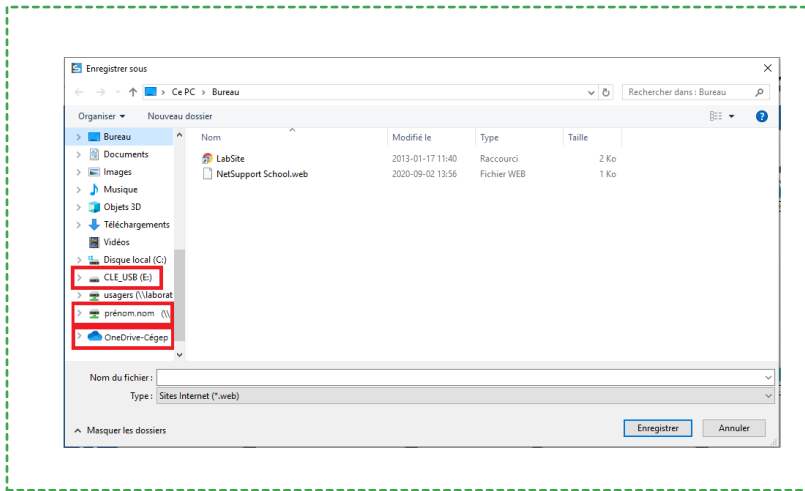 Enregistrer sous
Ce PC > Bureau
Rechercher dans : Bureau
Organiser
Nouveau dossier
Nom
Modifié le
Type
Taille
Bureau
Documents
Images
Musique
Objets 3D
Téléchargements
Vidéos
Disque local (C:)
CLE_USB (E:)
usagers (\\laborat
prénom.nom (\\
OneDrive-Cégep
LabSite
2013-01-17 11:40
Raccourci
2 Ko
NetSupport School.web
2020-09-02 13:56
Fichier WEB
1 Ko
Nom du fichier :
Type : Sites Internet (*.web)
Masquer les dossiers
Enregistrer
Annuler